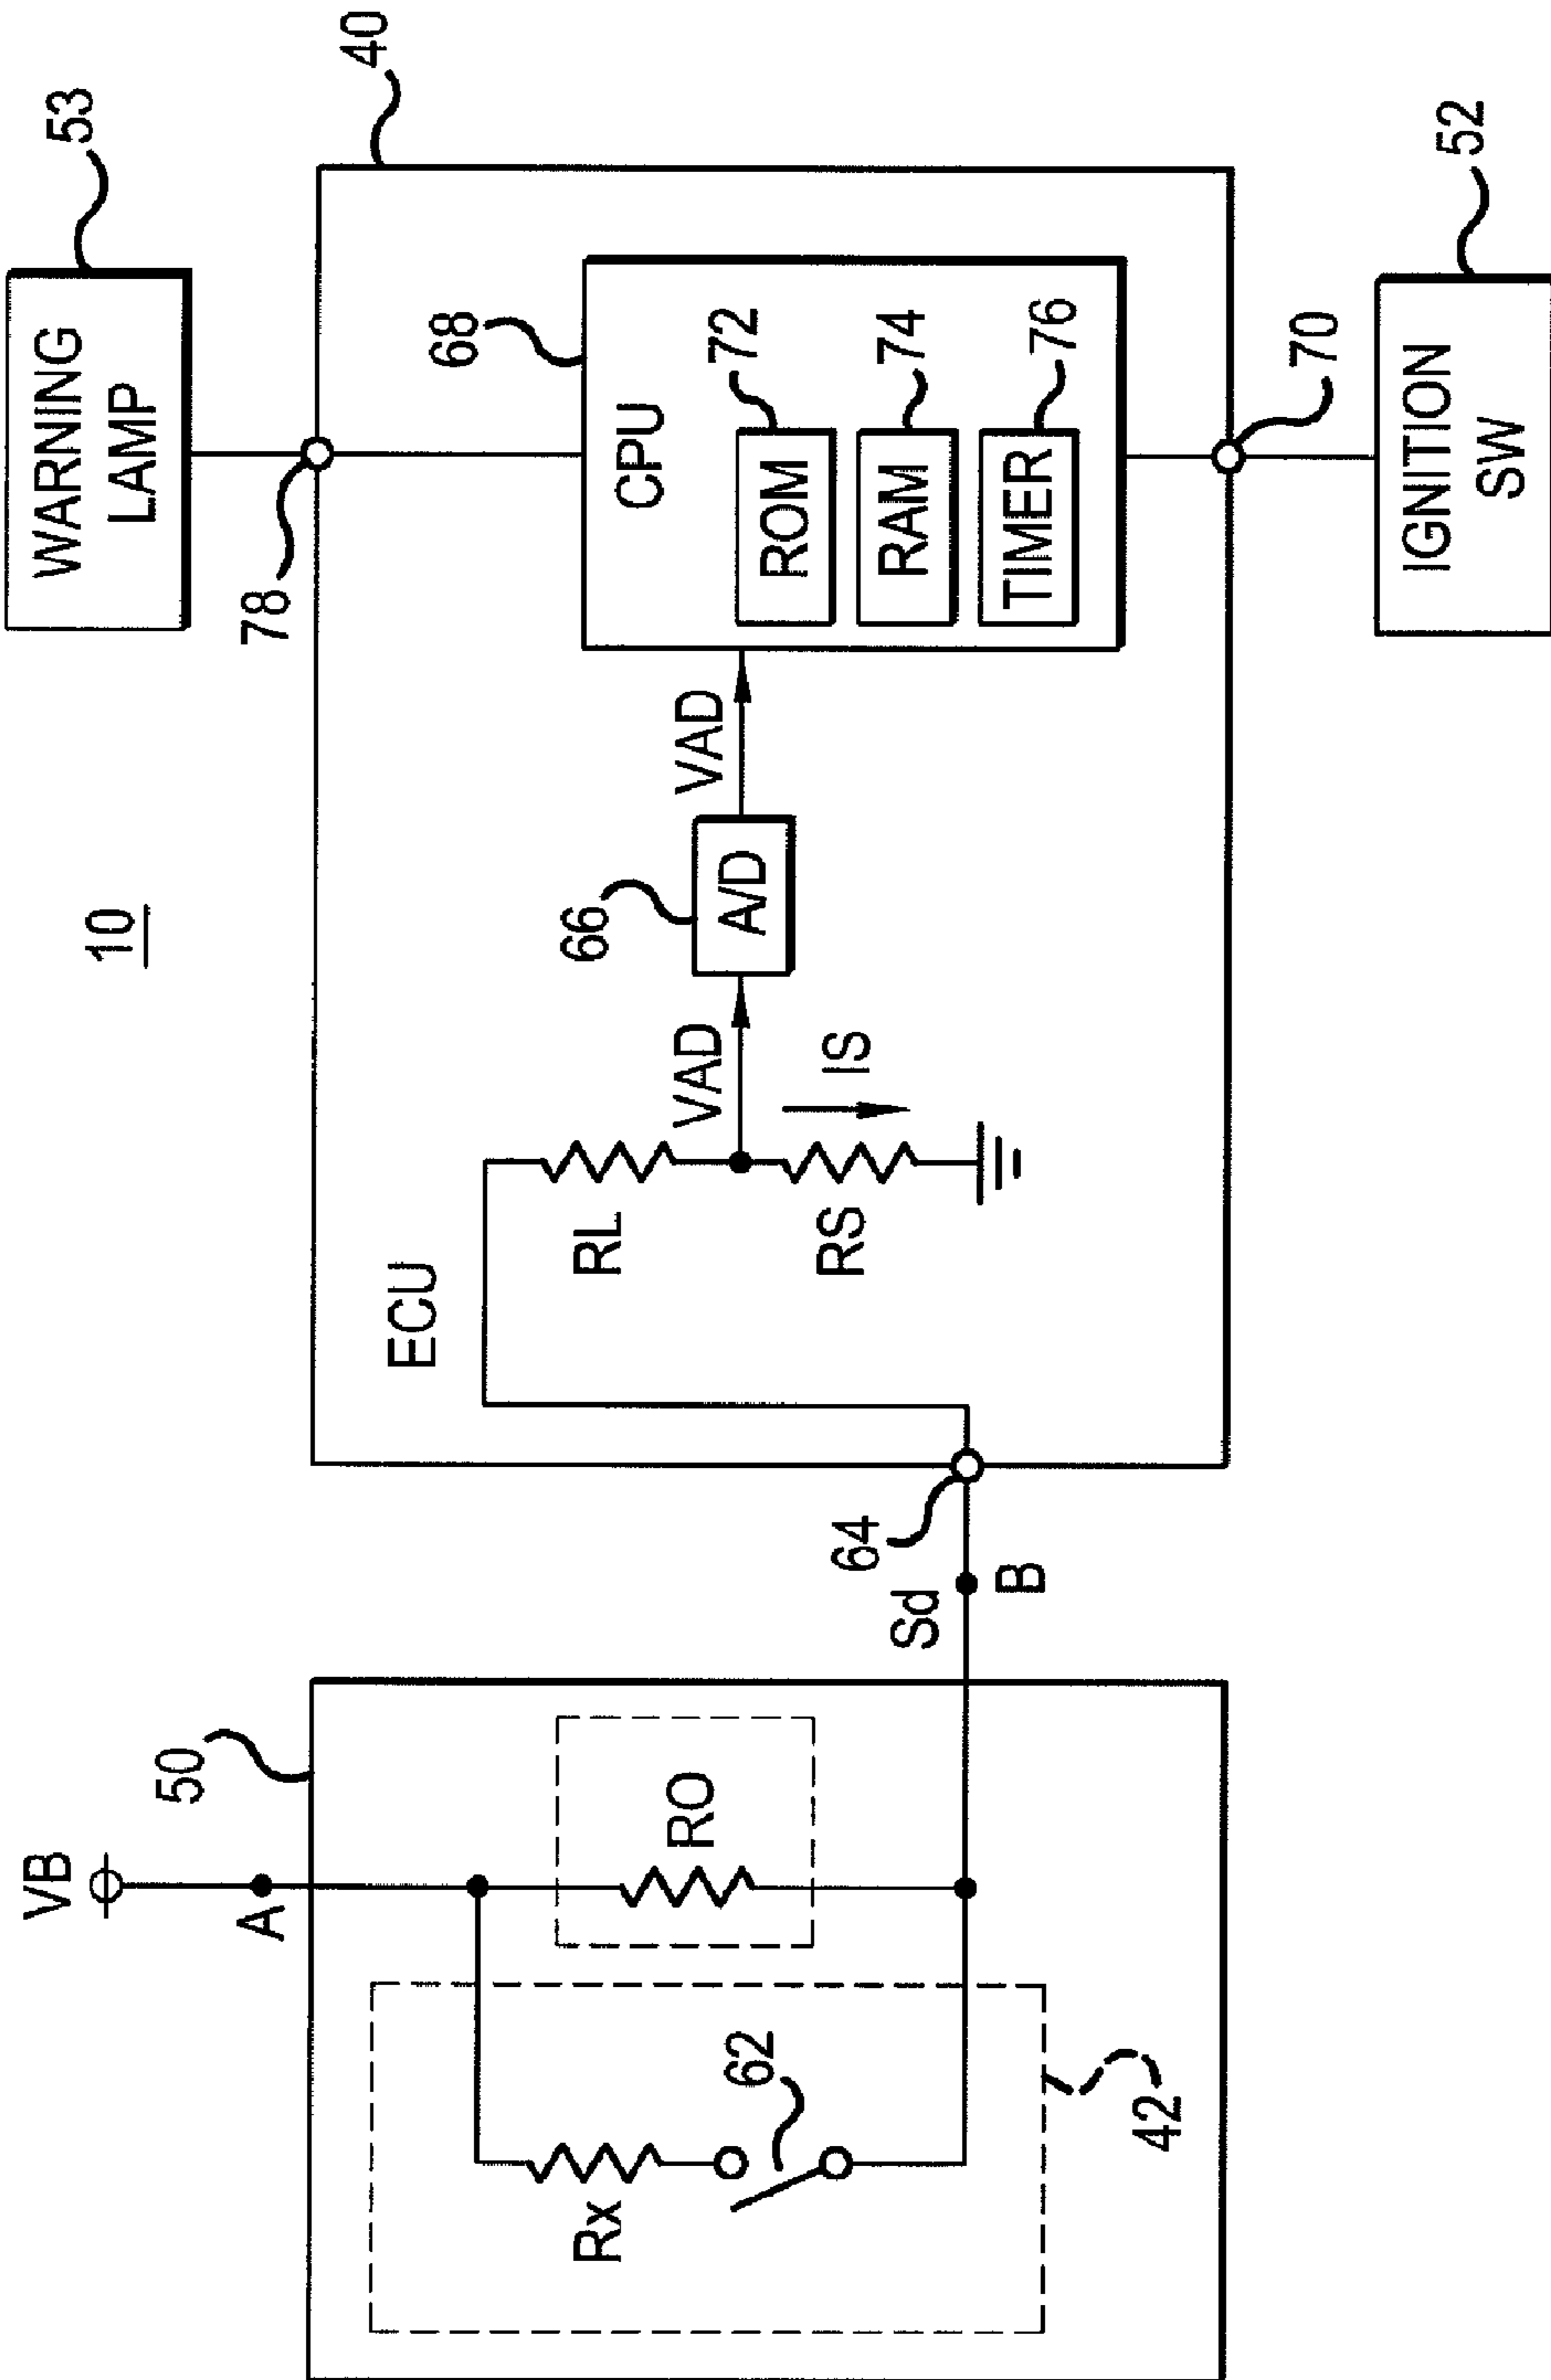 10
VB
A
50
RO
Rx
62
42
Sd
B
64
ECU
RL
RS
VAD
IS
66
A/D
VAD
68
CPU
ROM
72
RAM
74
TIMER
76
40
78
WARNING
LAMP
53
70
IGNITION
SW
52